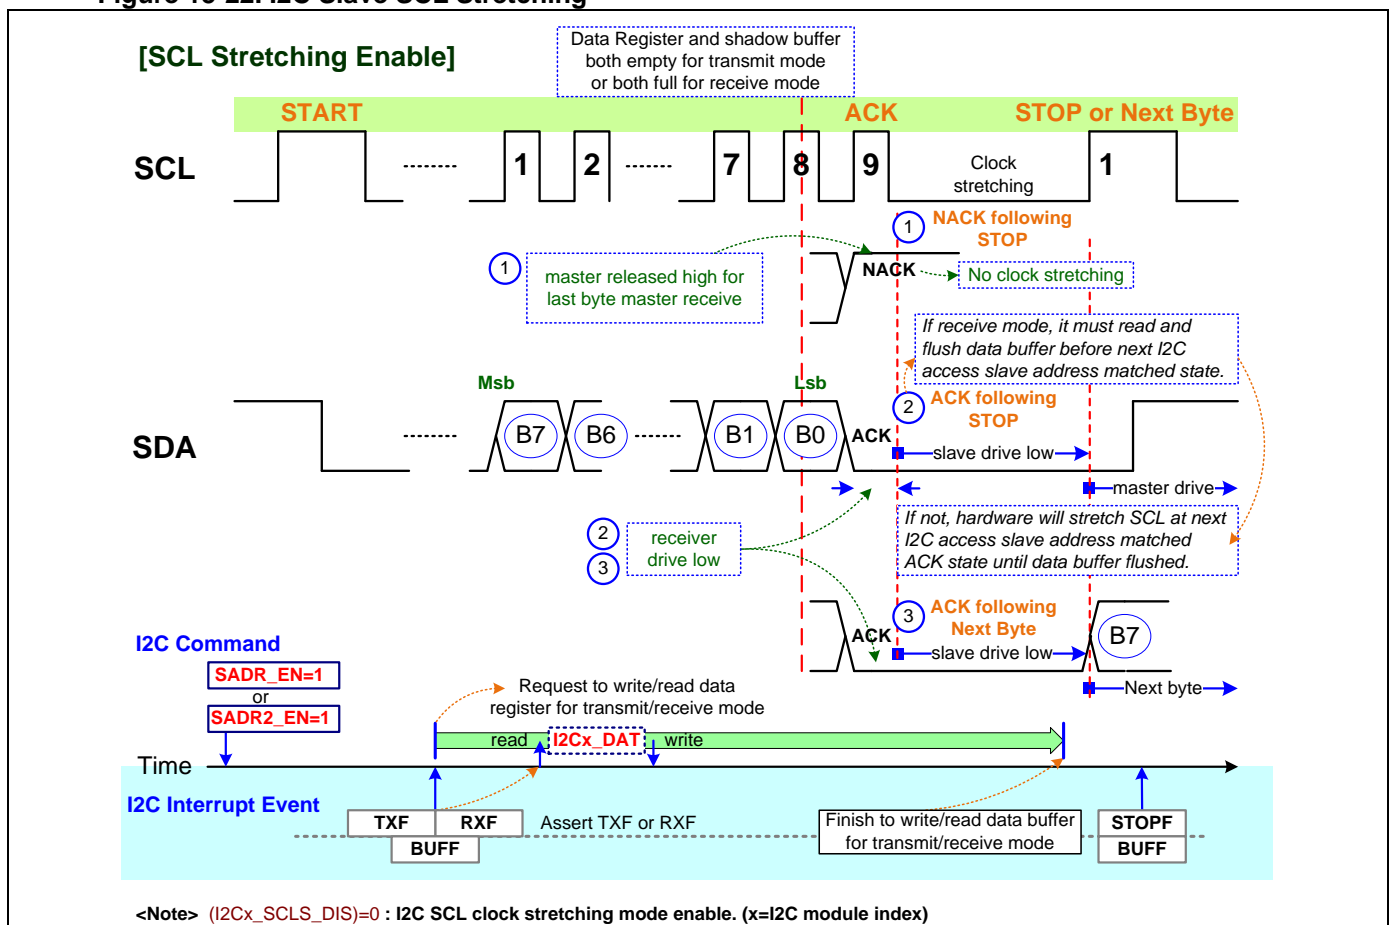 Figure 13-22. I2C Slave SCL Stretching
[SCL Stretching Enable]
Data Register and shadow buffer
both empty for transmit mode
or both full for receive mode
START
ACK
STOP or Next Byte
SCL
1
2
7
8
9
Clock
stretching
1
1
NACK following
STOP
1
master released high for
last byte master receive
NACK
No clock stretching
If receive mode, it must read and
flush data buffer before next I2C
access slave address matched state.
Msb
Lsb
2
ACK following
STOP
SDA
B7
B6
B1
B0
ACK
slave drive low
master drive
2
3
receiver
drive low
If not, hardware will stretch SCL at next
I2C access slave address matched
ACK state until data buffer flushed.
3
ACK following
Next Byte
ACK
slave drive low
B7
Next byte
I2C Command
SADR_EN=1
or
SADR2_EN=1
Request to write/read data
register for transmit/receive mode
read
I2Cx_DAT
write
Time
I2C Interrupt Event
TXF
RXF
BUFF
Assert TXF or RXF
Finish to write/read data buffer
for transmit/receive mode
STOPF
BUFF
<Note> (I2Cx_SCLS_DIS)=0 : I2C SCL clock stretching mode enable. (x=I2C module index)